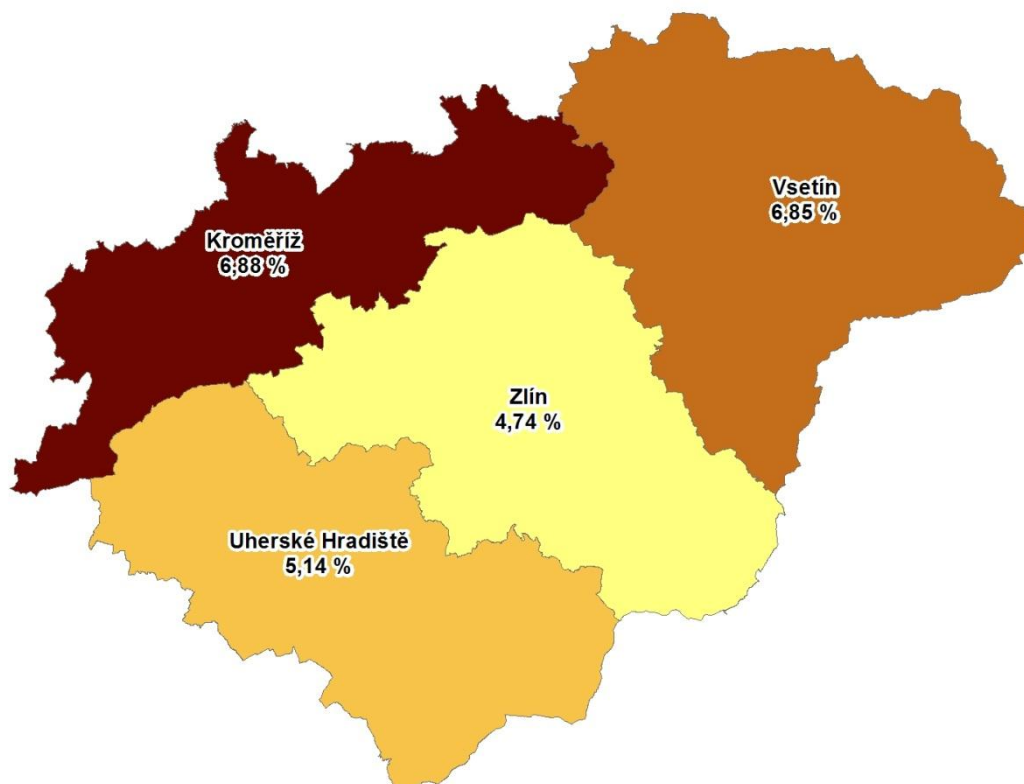 Vsetín
6,85 %
Kroměříž
6,88 %
Zlín
4,74 %
Uherské Hradiště
5,14 %